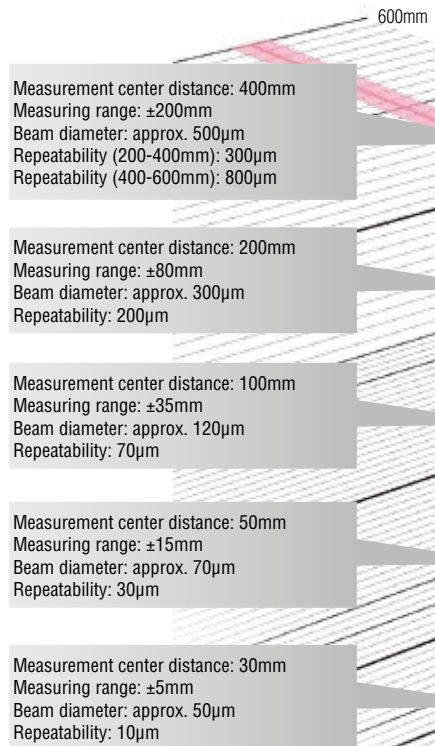 600mm
Measurement center distance: 400mm
Measuring range: ±200mm
Beam diameter: approx. 500µm
Repeatability (200-400mm): 300µm
Repeatability (400-600mm): 800µm
Measurement center distance: 200mm
Measuring range: ±80mm
Beam diameter: approx. 300µm
Repeatability: 200µm
Measurement center distance: 100mm
Measuring range: ±35mm
Beam diameter: approx. 120µm
Repeatability: 70µm
Measurement center distance: 50mm
Measuring range: ±15mm
Beam diameter: approx. 70µm
Repeatability: 30µm
Measurement center distance: 30mm
Measuring range: ±5mm
Beam diameter: approx. 50µm
Repeatability: 10µm